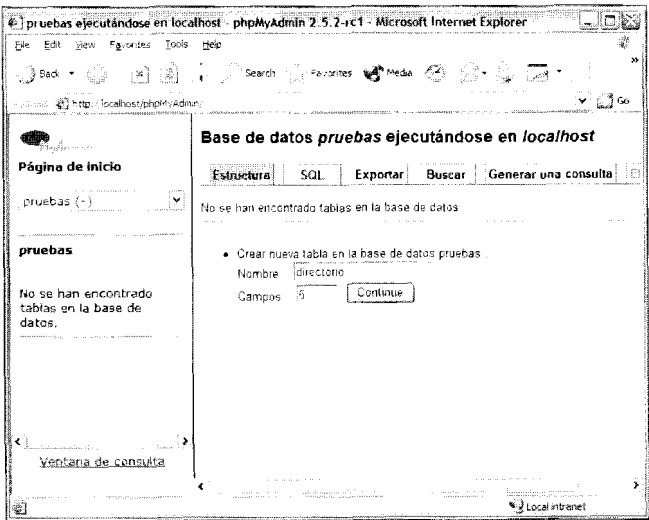 pruebas ejecutándose en localhost - phpMyAdmin 2.5.2-rc1 - Microsoft Internet Explorer
File Edit View Favorites Tools Help
Back Search Favorites Media
http://localhost/phpMyAdmin/ Go
Página de inicio
pruebas (-)
pruebas
No se han encontrado
tablas en la base de
datos.
Ventana de consulta
Base de datos pruebas ejecutándose en localhost
Estructura SQL Exportar Buscar Generar una consulta
No se han encontrado tablas en la base de datos
• Crear nueva tabla en la base de datos pruebas :
Nombre directorio
Campos Continue
Local intranet